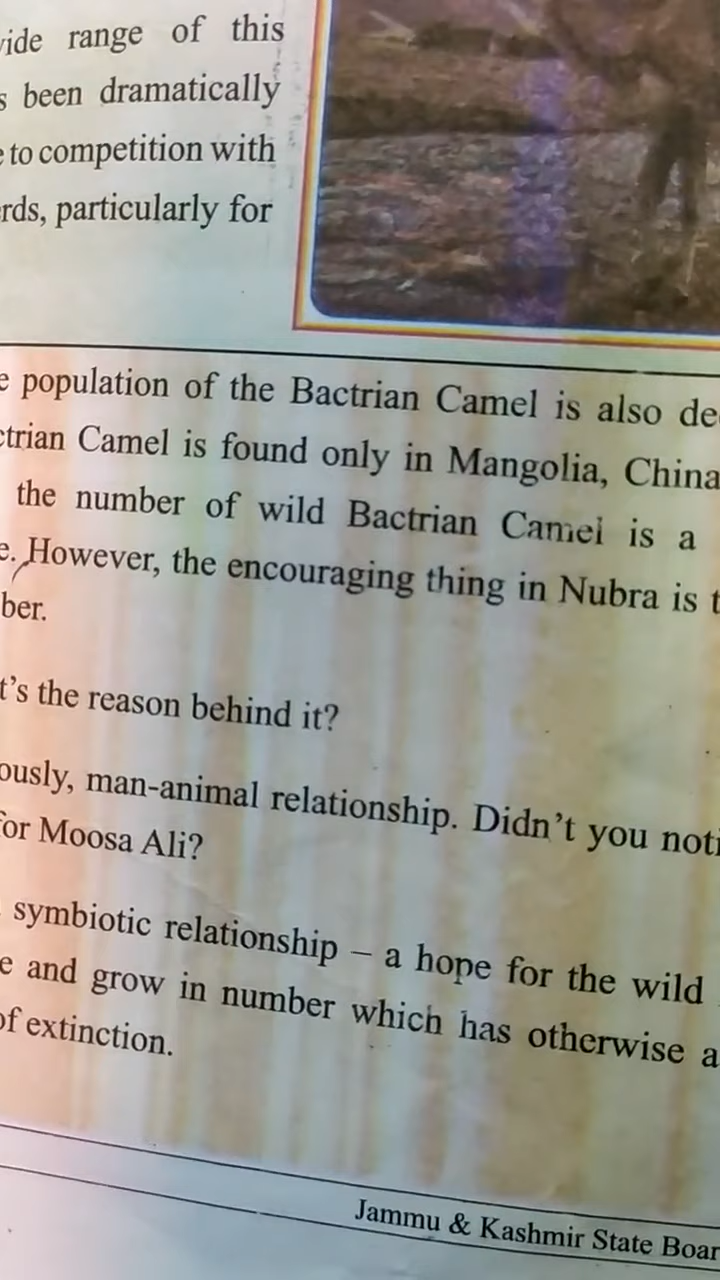 wide range of this
been dramatically
to competition with
particularly for
population of the Bactrian Camel is also
Camel is found only in Mangolia, China
the number of wild Bactrian Camel is a
However, the encouraging thing in Nubra is
ber.
t's the reason behind it?
ously, man-animal relationship. Didn't you noti
for Moosa Ali?
symbiotic relationship – a hope for the wild
and grow in number which has otherwise a
of extinction.
Jammu & Kashmir State Boar